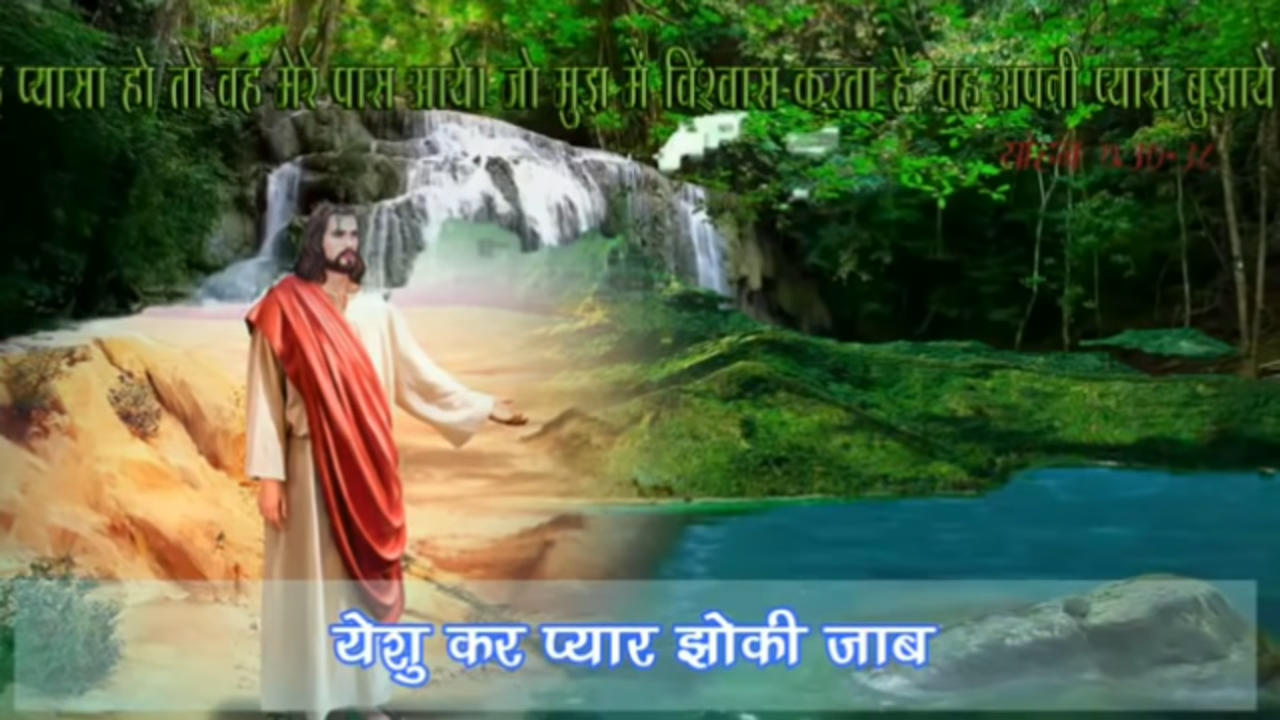 प्यासा हो तो वह मेरे पास आये। जो मुझ में विश्वास करता है, वह अपनी प्यास बुझाये
येशु कर प्यार झोकी जाब